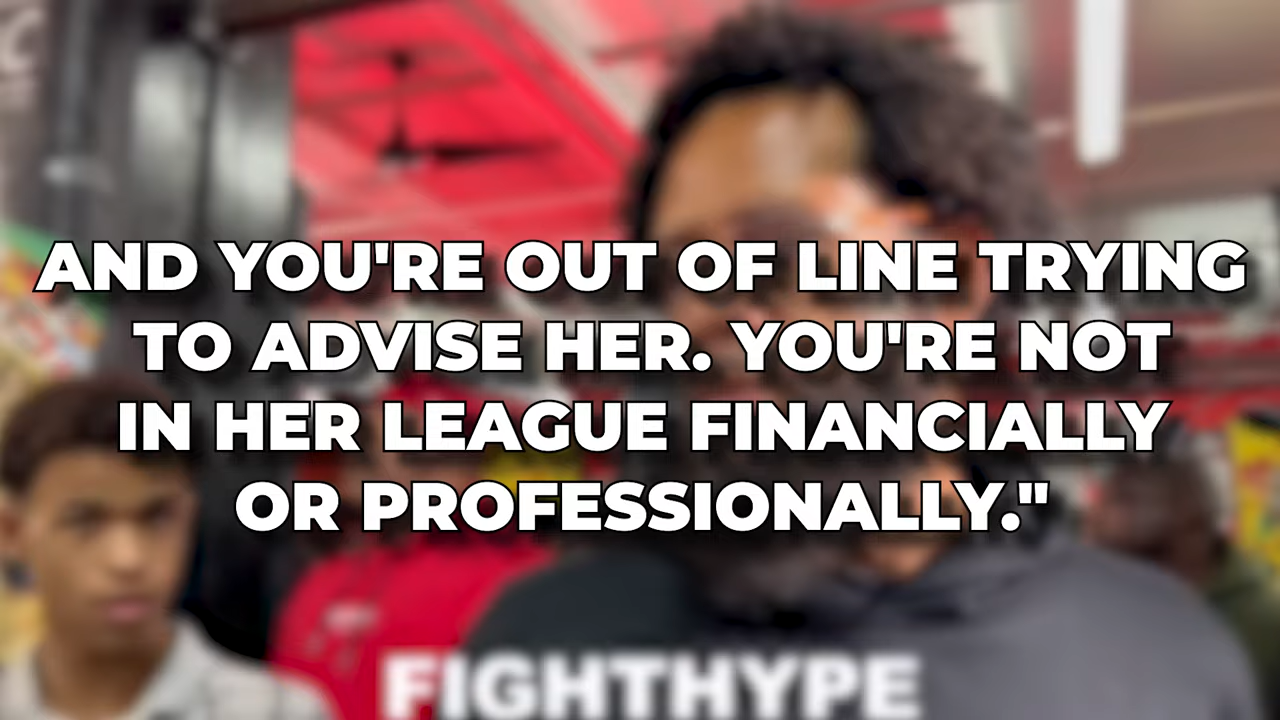 AND YOU'RE OUT OF LINE TRYING
TO ADVISE HER. YOU'RE NOT
IN HER LEAGUE FINANCIALLY
OR PROFESSIONALLY."
FIGHTHYPE